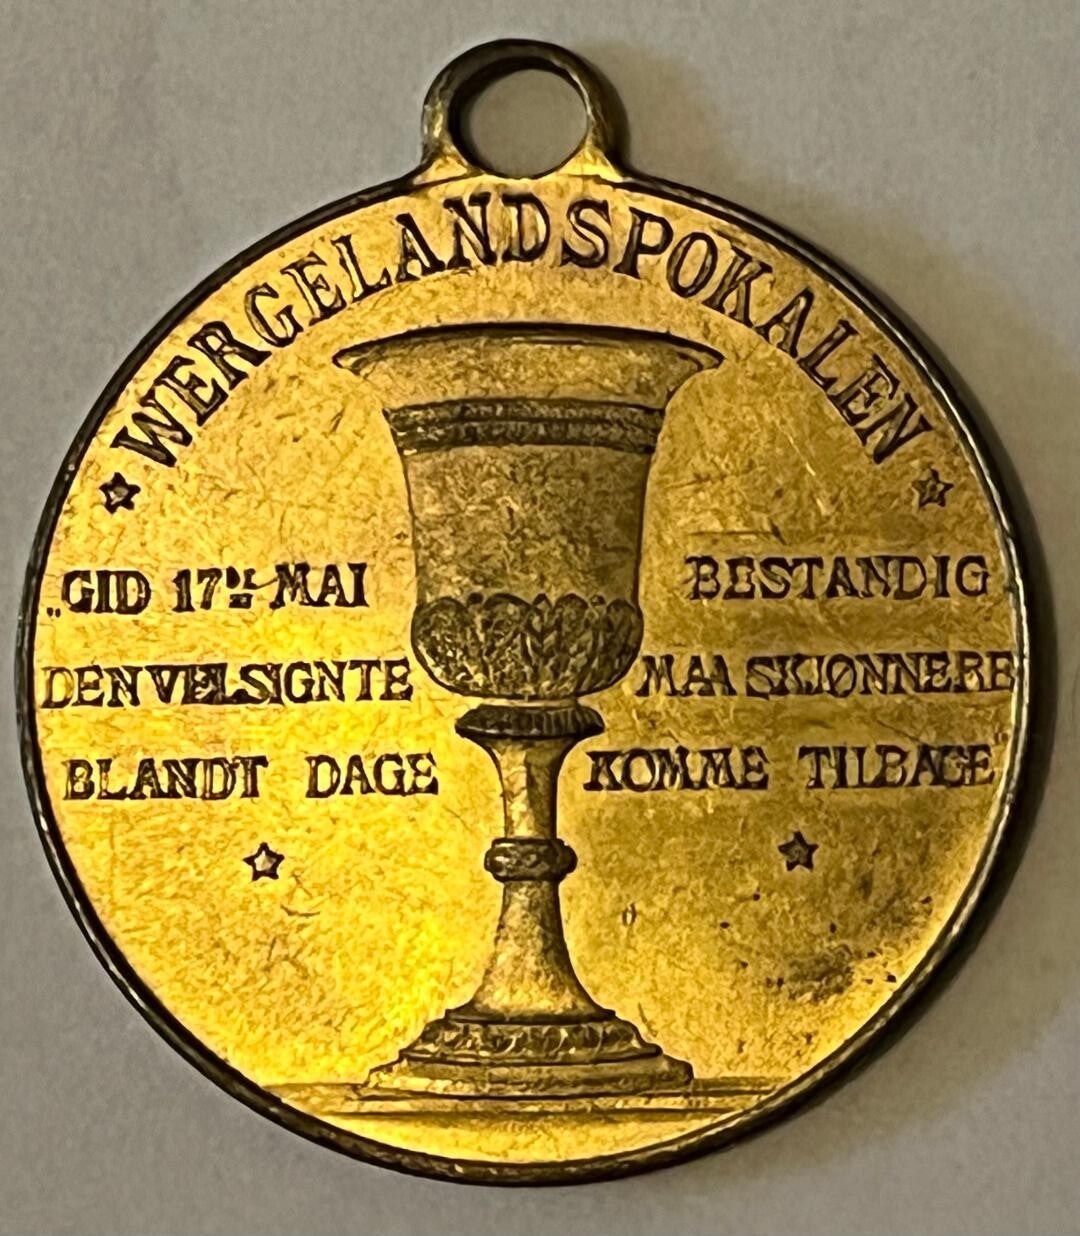 WERGELANDSPOKALEN
„GID 17DE MAI
DEN VELSIGNTE
BLANDT DAGE
BESTANDIG
MAA SKJØNNERE
KOMME TILBAGE"